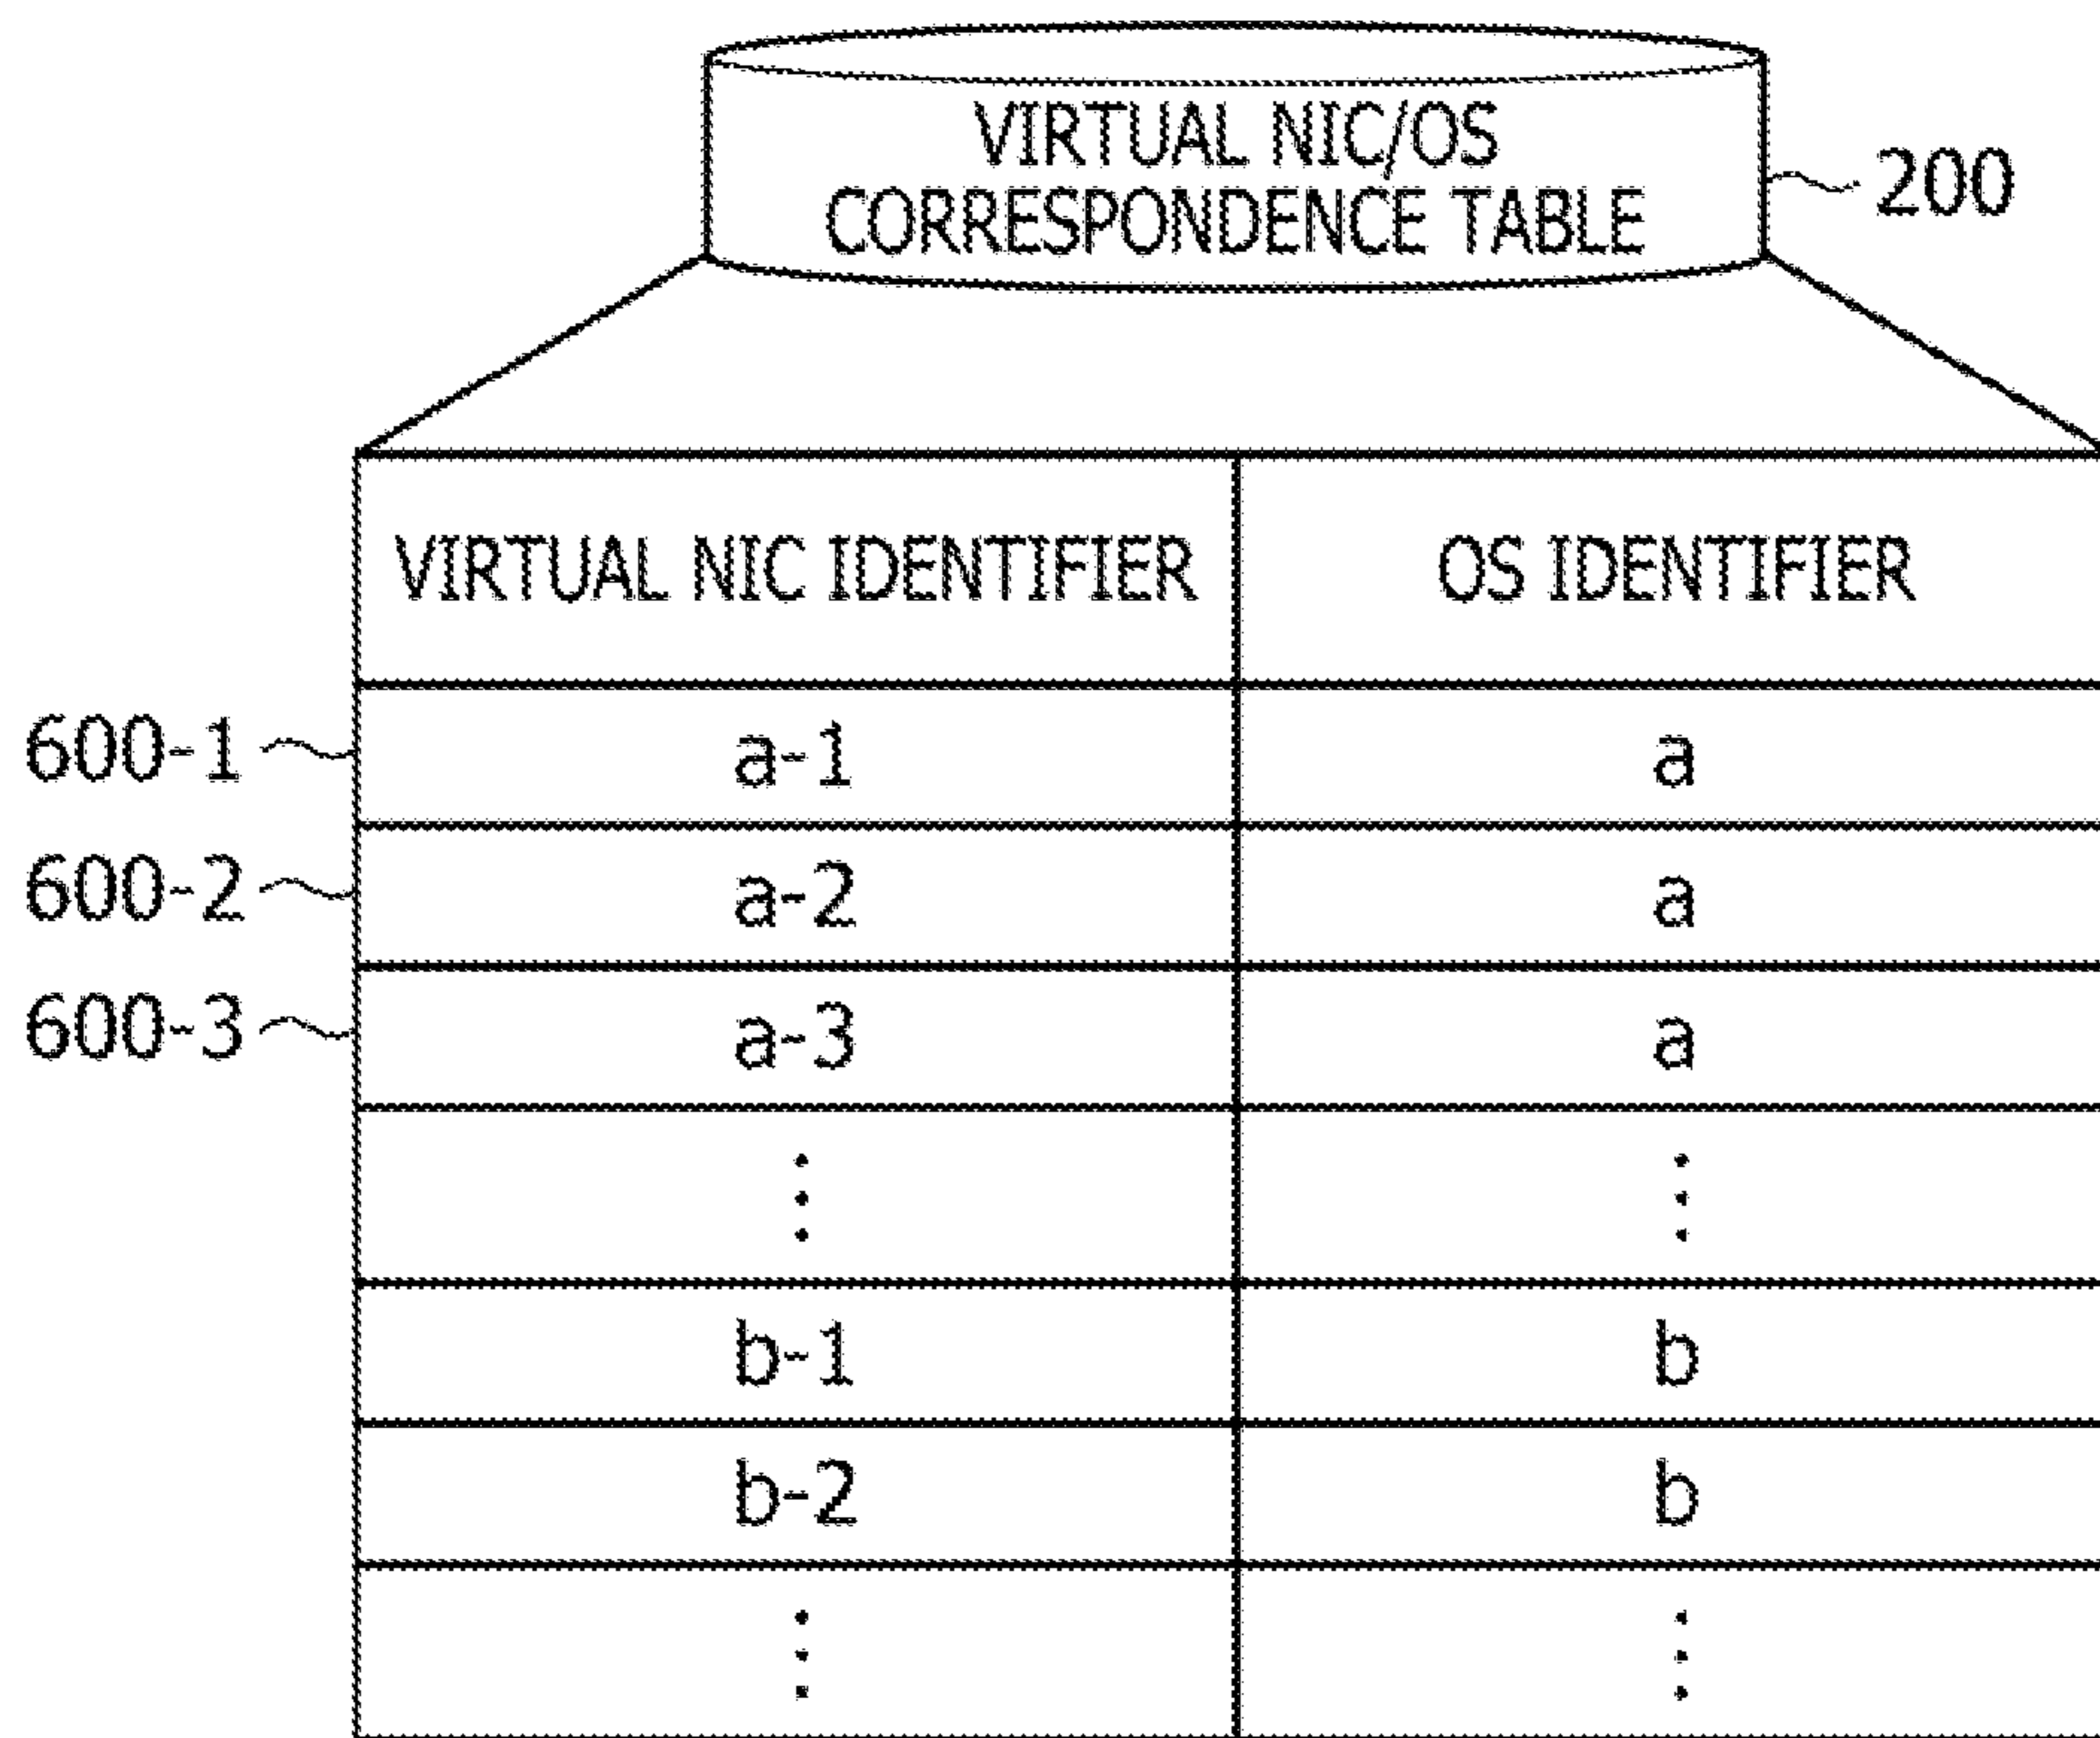 VIRTUAL NIC/OS
CORRESPONDENCE TABLE
200
VIRTUAL NIC IDENTIFIER OS IDENTIFIER
600-1 a-1 a
600-2 a-2 a
600-3 a-3 a
b-1 b
b-2 b